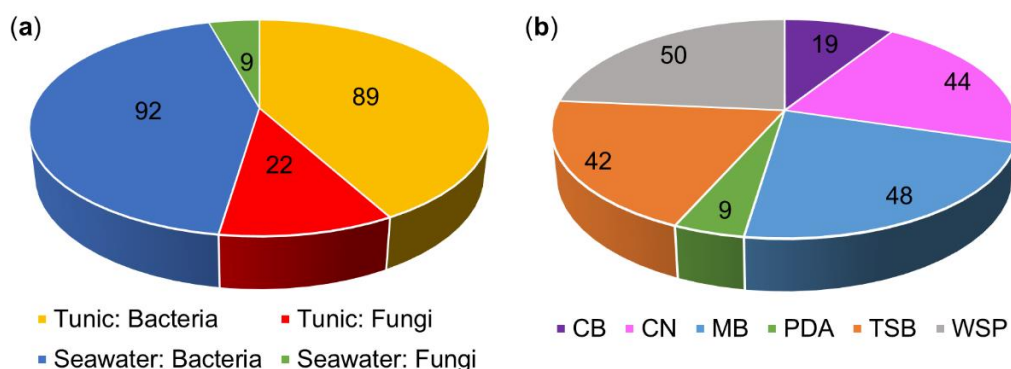 (a)
9
89
92
22
Tunic: Bacteria Tunic: Fungi
Seawater: Bacteria Seawater: Fungi
(b)
19
50
44
42
48
9
CB CN MB PDA TSB WSP